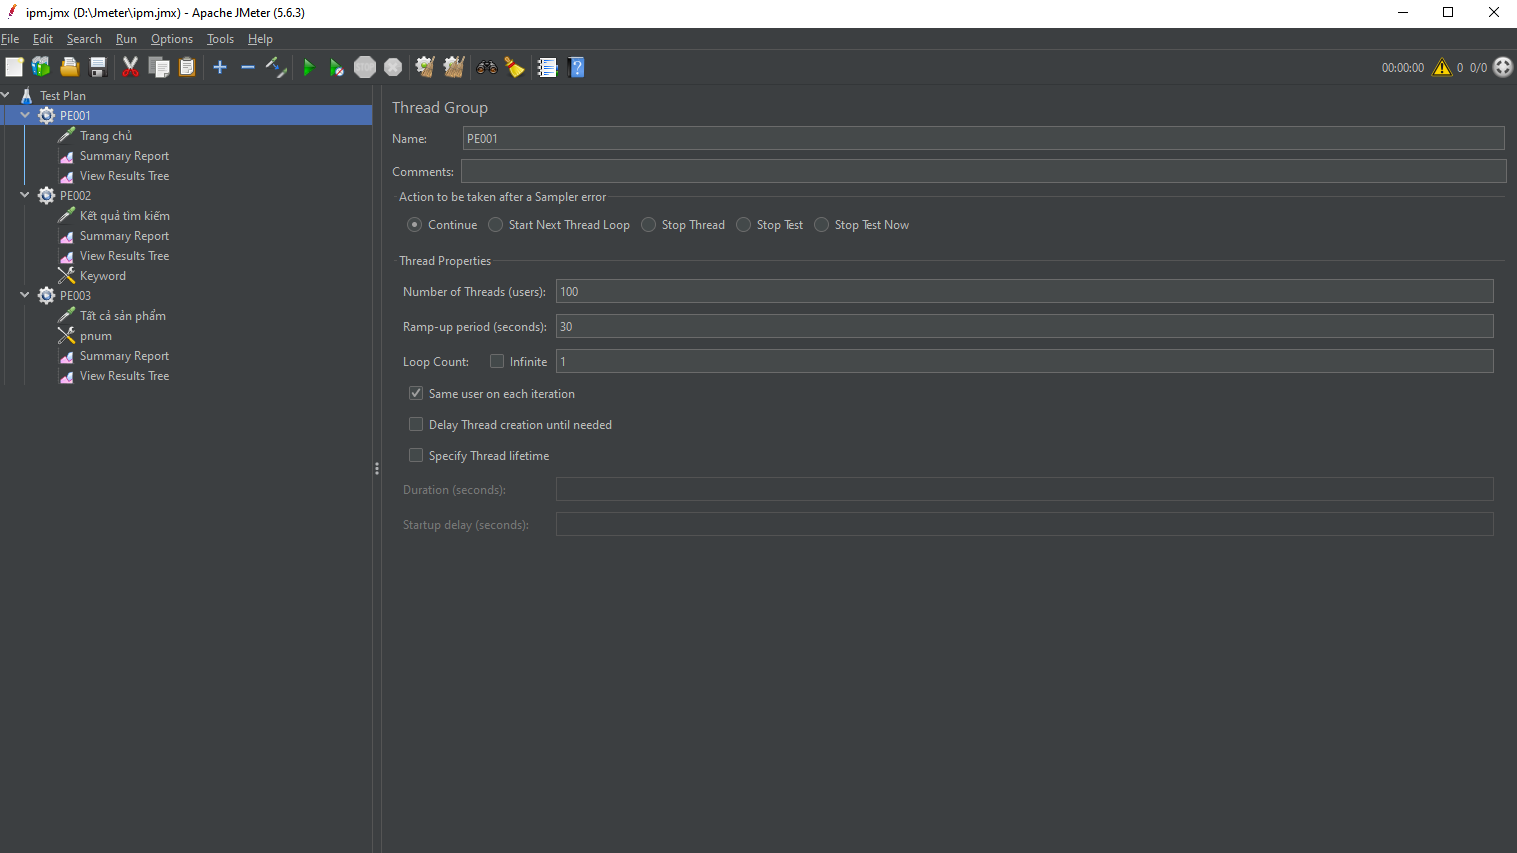 ipm.jmx (D:\Jmeter\ipm.jmx) - Apache JMeter (5.6.3)
File Edit Search Run Options Tools Help
STOP
00:00:00 0 0/0
Test Plan
PE001
Trang chủ
Summary Report
View Results Tree
PE002
Kết quả tìm kiếm
Summary Report
View Results Tree
Keyword
PE003
Tất cả sản phẩm
pnum
Summary Report
View Results Tree
Thread Group
Name: PE001
Comments:
Action to be taken after a Sampler error
Continue Start Next Thread Loop Stop Thread Stop Test Stop Test Now
Thread Properties
Number of Threads (users): 100
Ramp-up period (seconds): 30
Loop Count: Infinite 1
Same user on each iteration
Delay Thread creation until needed
Specify Thread lifetime
Duration (seconds):
Startup delay (seconds):